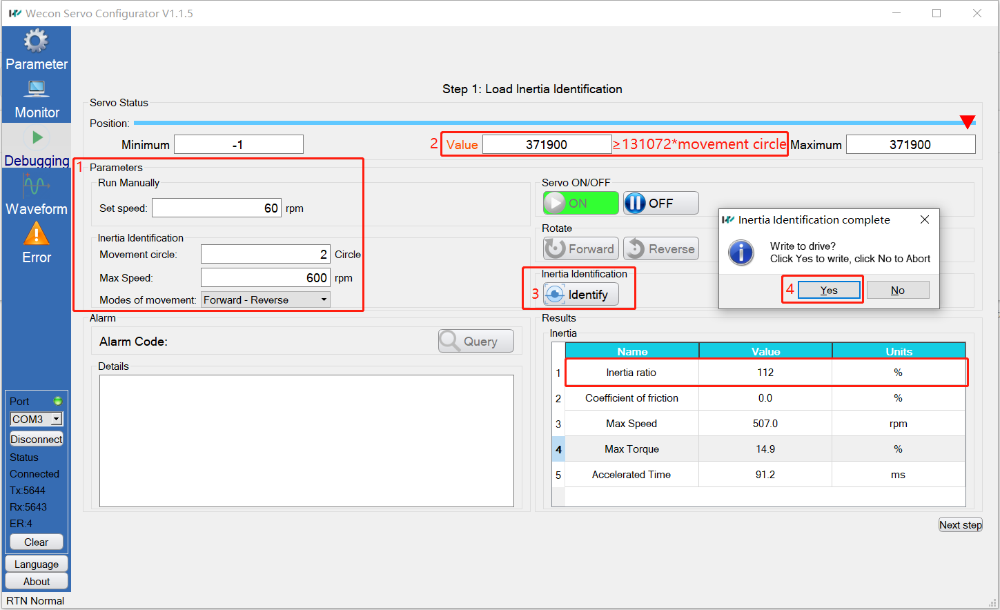 Wecon Servo Configurator V1.1.5
Parameter
Monitor
Debugging
Waveform
Error
Port
COM3
Disconnect
Status
Connected
Tx:5644
Rx:5643
ER:4
Clear
Language
About
RTN Normal
Step 1: Load Inertia Identification
Servo Status
Position:
Minimum -1 2 Value 371900 ≥131072*movement circle Maximum 371900
1 Parameters
Run Manually
Set speed: 60 rpm
Inertia Identification
Movement circle: 2 Circle
Max Speed: 600 rpm
Modes of movement: Forward - Reverse
Servo ON/OFF
ON OFF
Rotate
Forward Reverse
Inertia Identification
3 Identify
Inertia Identification complete
Write to drive?
Click Yes to write, click No to Abort
4 Yes No
Alarm
Alarm Code: Query
Details
Results
Inertia
Name Value Units
1 Inertia ratio 112 %
2 Coefficient of friction 0.0 %
3 Max Speed 507.0 rpm
4 Max Torque 14.9 %
5 Accelerated Time 91.2 ms
Next step